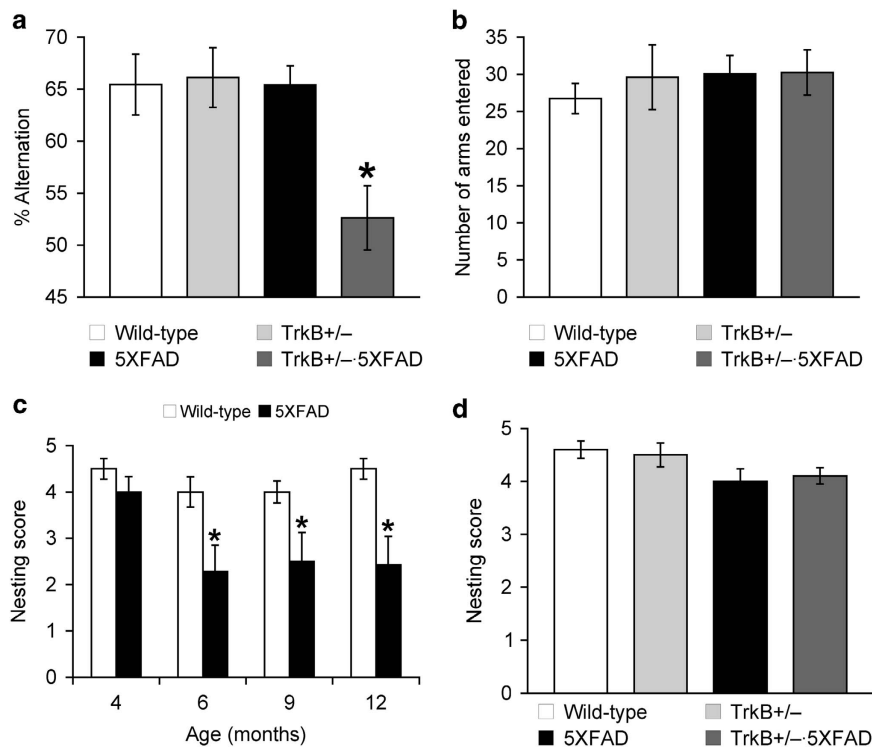 a
70
65
60
55
50
45
% Alternation
*
Wild-type
TrkB+/–
5XFAD
TrkB+/–·5XFAD
b
35
30
25
20
15
10
5
0
Number of arms entered
Wild-type
TrkB+/–
5XFAD
TrkB+/–·5XFAD
c
Wild-type 5XFAD
5
4
3
2
1
0
Nesting score
* * *
4 6 9 12
Age (months)
d
5
4
3
2
1
0
Nesting score
Wild-type
TrkB+/–
5XFAD
TrkB+/–·5XFAD